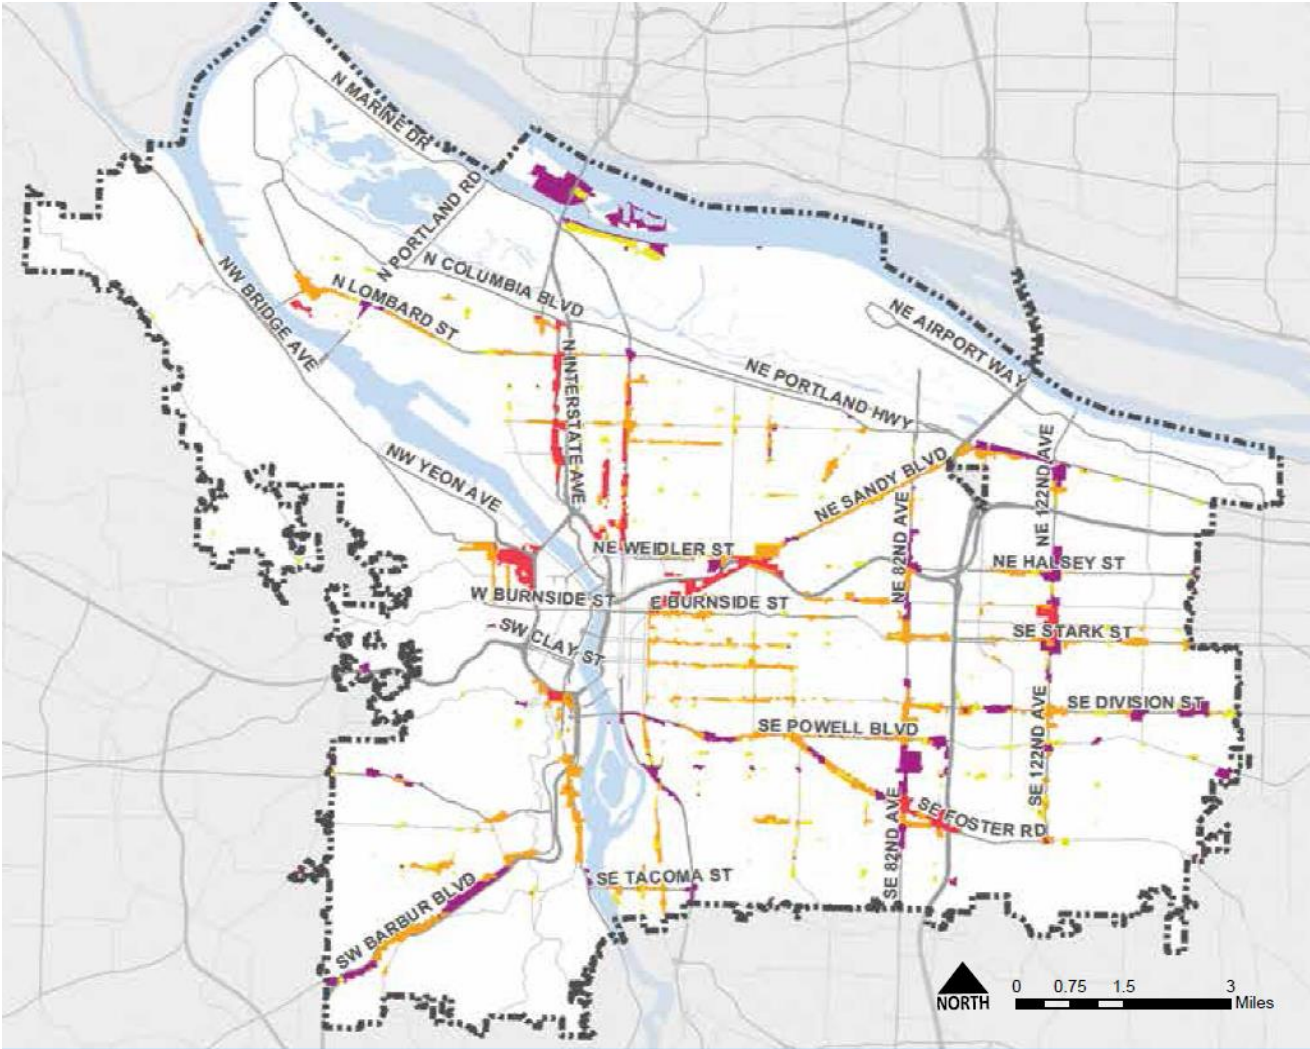 N MARINE DR
N PORTLAND RD
N COLUMBIA BLVD
N LOMBARD ST
NW BRIDGE AVE
N INTERSTATE AVE
NE AIRPORT WAY
NE PORTLAND HWY
NW YEON AVE
NE SANDY BLVD
NE 122ND AVE
NE 82ND AVE
NE WEIDLER ST
NE HALSEY ST
W BURNSIDE ST
E BURNSIDE ST
SW CLAY ST
SE STARK ST
SE DIVISION ST
SE POWELL BLVD
SE 122ND AVE
SE FOSTER RD
SE 82ND AVE
SE TACOMA ST
SW BARBUR BLVD
NORTH
0 0.75 1.5 3
Miles